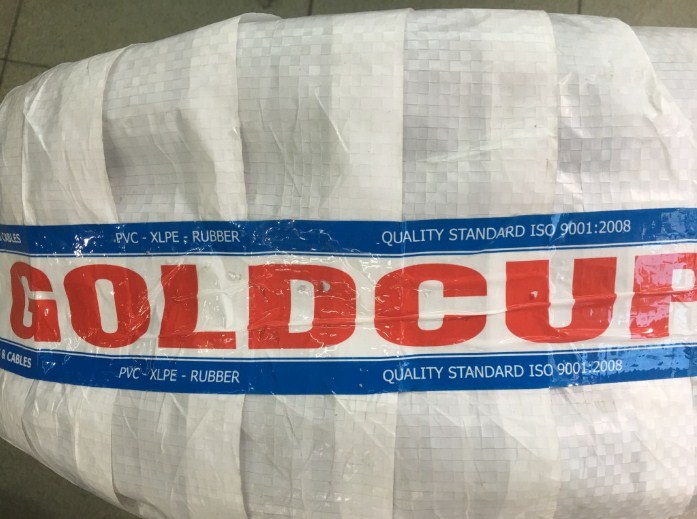 CABLES PVC - XLPE - RUBBER QUALITY STANDARD ISO 9001:2008
GOLDCUP
& CABLES PVC - XLPE - RUBBER QUALITY STANDARD ISO 9001:2008